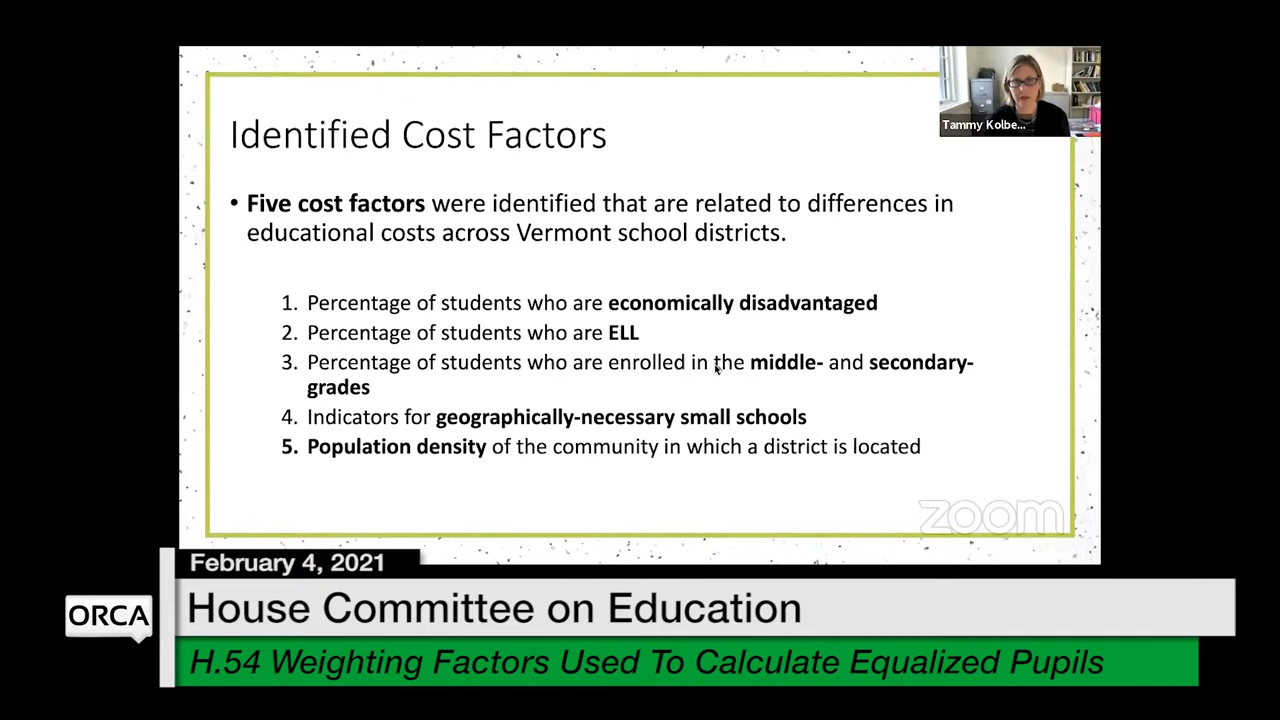 Identified Cost Factors
• Five cost factors were identified that are related to differences in
educational costs across Vermont school districts.
1. Percentage of students who are economically disadvantaged
2. Percentage of students who are ELL
3. Percentage of students who are enrolled in the middle- and secondary-
grades
4. Indicators for geographically-necessary small schools
5. Population density of the community in which a district is located
Tammy Kolbe...
zoom
February 4, 2021
ORCA
House Committee on Education
H.54 Weighting Factors Used To Calculate Equalized Pupils